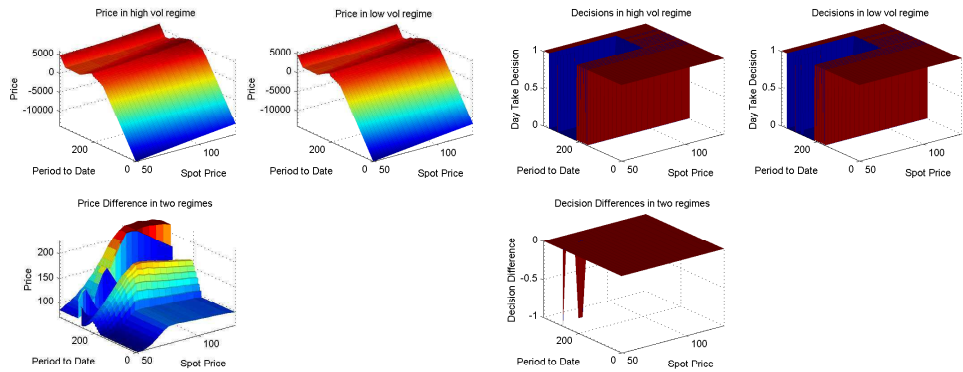 Price in high vol regime
Price
5000
0
-5000
-10000
200
0
50
100
Period to Date
Spot Price
Price in low vol regime
Price
5000
0
-5000
-10000
200
0
50
100
Period to Date
Spot Price
Decisions in high vol regime
Day Take Decision
1
0.5
0
200
0
50
100
Period to Date
Spot Price
Decisions in low vol regime
Day Take Decision
1
0.5
0
200
0
50
100
Period to Date
Spot Price
Price Difference in two regimes
Price
200
150
100
200
0
50
100
Period to Date
Spot Price
Decision Differences in two regimes
Decision Difference
0
-0.5
-1
200
0
50
100
Period to Date
Spot Price